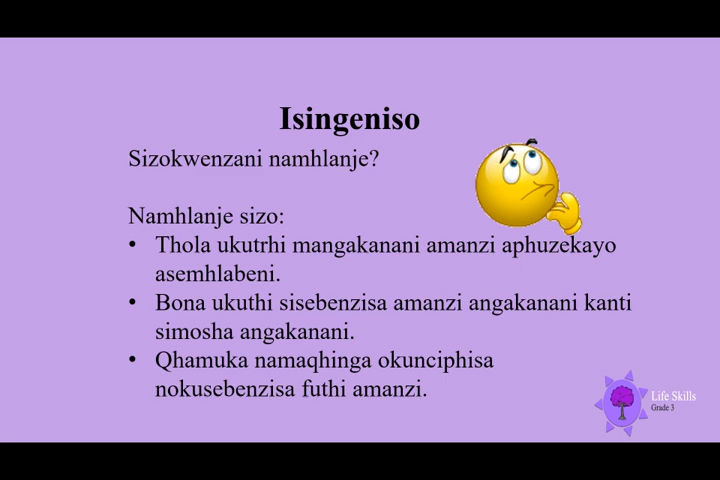 Isingeniso
Sizokwenzani namhlanje?
Namhlanje sizo:
• Thola ukutrhi mangakanani amanzi aphuzekayo
asemhlabeni.
• Bona ukuthi sisebenzisa amanzi angakanani kanti
simosha angakanani.
• Qhamuka namaqhinga okunciphisa
nokusebenzisa futhi amanzi.
Life Skills
Grade 3